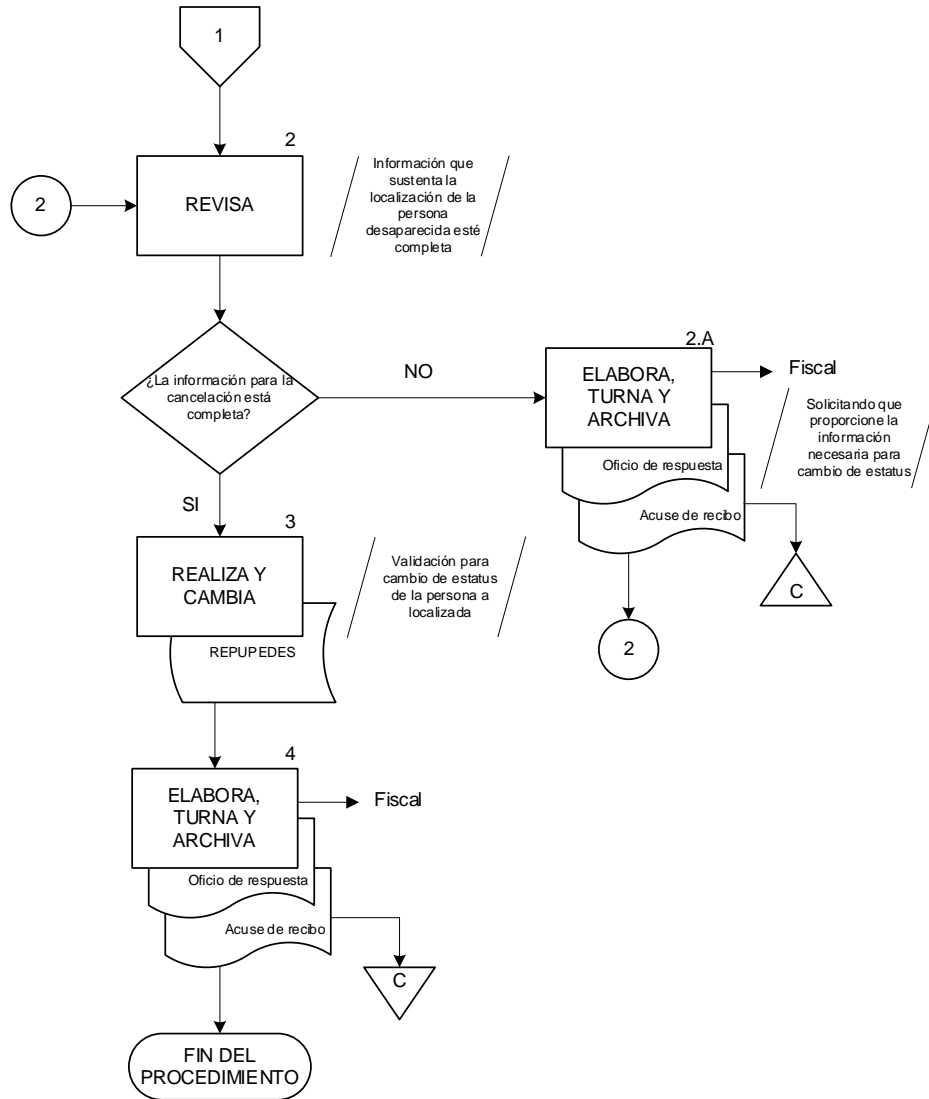 1
2
REVISA
2
Información que
sustenta la
localización de la
persona
desaparecida esté
completa
¿La información para la
cancelación está
completa?
NO
2.A
ELABORA,
TURNA Y
ARCHIVA
Fiscal
Solicitando que
proporcione la
información
necesaria para
cambio de estatus
Oficio de respuesta
Acuse de recibo
C
2
SI
3
REALIZA Y
CAMBIA
Validación para
cambio de estatus
de la persona a
localizada
REPUPEDES
4
ELABORA,
TURNA Y
ARCHIVA
Fiscal
Oficio de respuesta
Acuse de recibo
C
FIN DEL
PROCEDIMIENTO